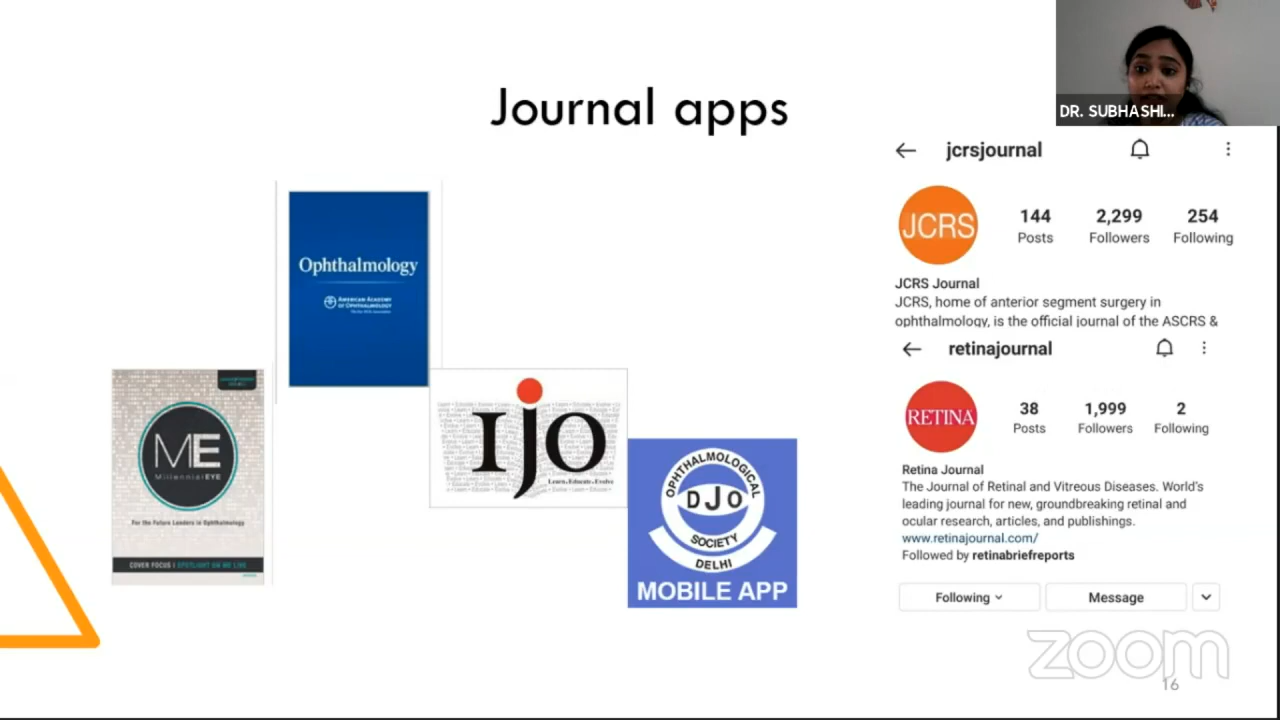 Journal apps
DR. SUBHASHI...
jcrsjournal
JCRS
144
2,299
254
Posts
Followers
Following
JCRS Journal
JCRS, home of anterior segment surgery in
ophthalmology, is the official journal of the ASCRS &
retinajournal
RETINA
38
1,999
2
Posts
Followers
Following
Retina Journal
The Journal of Retinal and Vitreous Diseases. World's
leading journal for new, groundbreaking retinal and
ocular research, articles, and publishings.
www.retinajournal.com/
Followed by retinabriefreports
Following
Message
Ophthalmology
AMERICAN ACADEMY
OF OPHTHALMOLOGY
ME
MillennialEYE
For the Future Leaders in Ophthalmology
COVER FOCUS | SPOTLIGHT ON ME LIVE
IJO
Learn • Educate • Evolve
OPHTHALMOLOGICAL
DJO
SOCIETY
DELHI
MOBILE APP
zoom
16